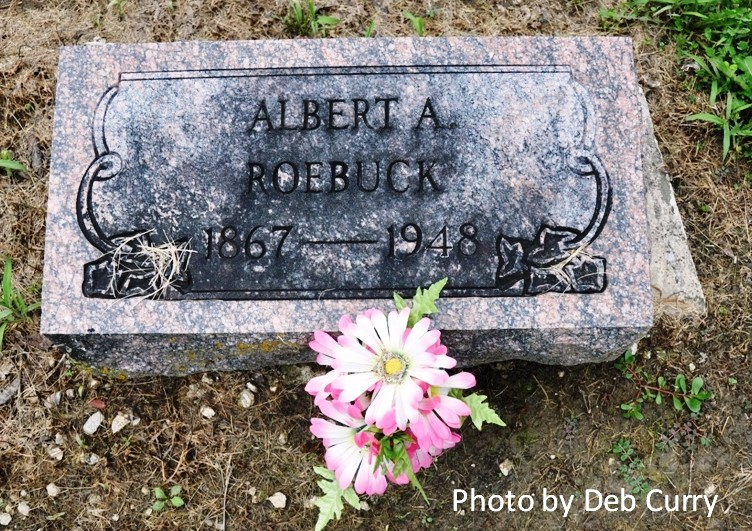 ALBERT A.
ROEBUCK
1867 — 1948
Photo by Deb Curry